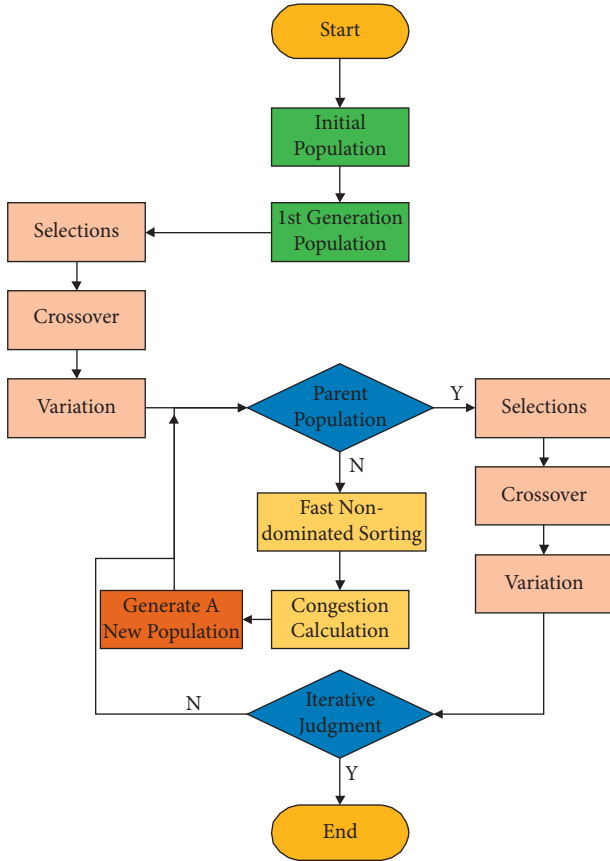 Start
Initial
Population
1st Generation
Population
Selections
Crossover
Variation
Parent
Population
Y
Selections
Crossover
Variation
N
Fast Non-
dominated Sorting
Congestion
Calculation
Generate A
New Population
Iterative
Judgment
N
Y
End